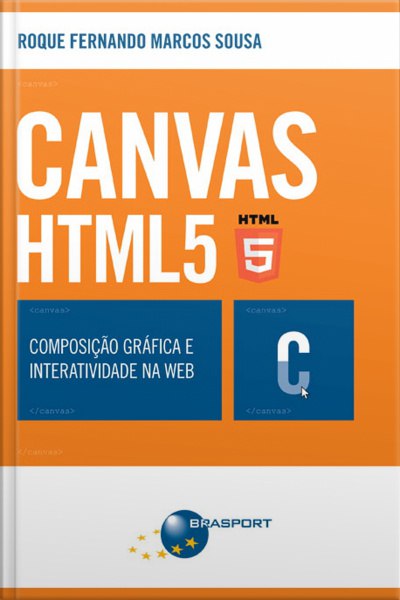 ROQUE FERNANDO MARCOS SOUSA
<canvas>
CANVAS
HTML5
HTML
5
<canvas>
COMPOSIÇÃO GRÁFICA E
INTERATIVIDADE NA WEB
</canvas>
<canvas>
C
</canvas>
<canvas>
BRASPORT